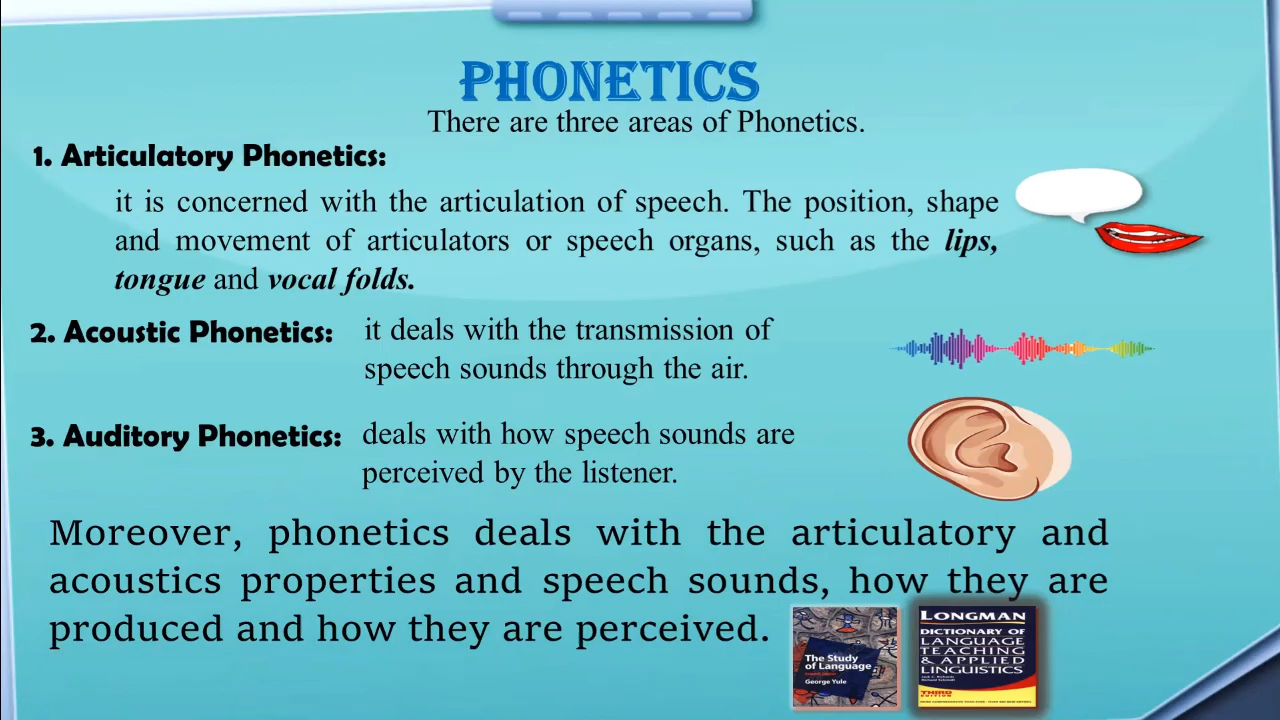 PHONETICS
There are three areas of Phonetics.
1. Articulatory Phonetics:
it is concerned with the articulation of speech. The position, shape
and movement of articulators or speech organs, such as the lips,
tongue and vocal folds.
2. Acoustic Phonetics:
it deals with the transmission of
speech sounds through the air.
3. Auditory Phonetics:
deals with how speech sounds are
perceived by the listener.
Moreover, phonetics deals with the articulatory and
acoustics properties and speech sounds, how they are
produced and how they are perceived.
The Study
of Language
George Yule
LONGMAN
DICTIONARY OF
LANGUAGE
TEACHING
& APPLIED
LINGUISTICS
THIRD
EDITION